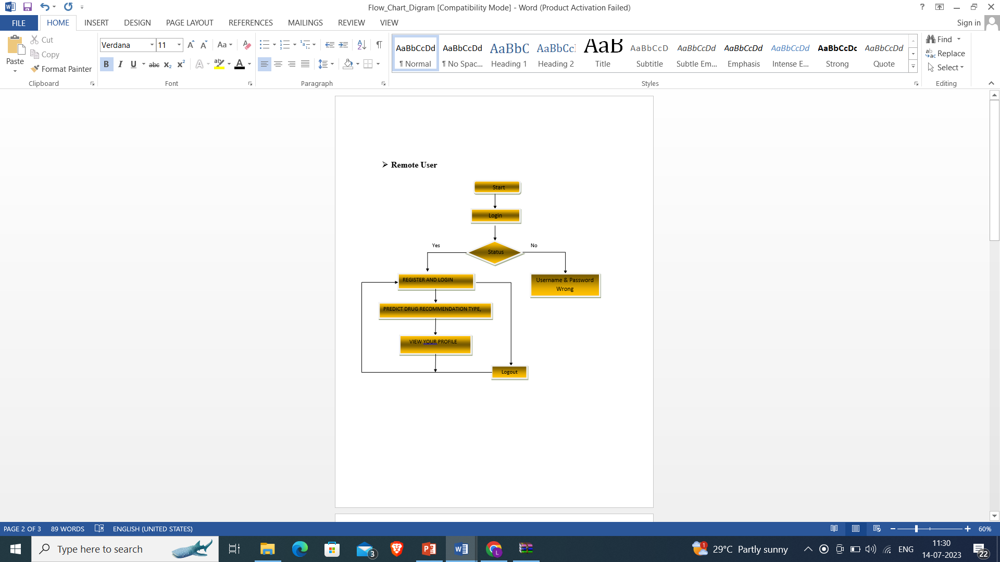 Flow_Chart_Digram [Compatibility Mode] - Word (Product Activation Failed)
?
FILE HOME INSERT DESIGN PAGE LAYOUT REFERENCES MAILINGS REVIEW VIEW
Sign in
Paste
Cut
Copy
Format Painter
Clipboard
Verdana 11
Aa
B I U abc X₂ X²
Font
Paragraph
AaBbCcDd AaBbCcDd AaBbC AaBbCc AaB AaBbCcD AaBbCcDd AaBbCcDd AaBbCcDd AaBbCcDc AaBbCcDd
¶ Normal ¶ No Spac... Heading 1 Heading 2 Title Subtitle Subtle Em... Emphasis Intense E... Strong Quote
Styles
Find
Replace
Select
Editing
➢ Remote User
Start
Login
Yes
No
Status
REGISTER AND LOGIN
Username & Password
Wrong
PREDICT DRUG RECOMMENDATION TYPE,
VIEW YOUR PROFILE
Logout
PAGE 2 OF 3 89 WORDS ENGLISH (UNITED STATES)
60%
Type here to search
3
1
29°C Partly sunny
ENG
11:30
14-07-2023
22